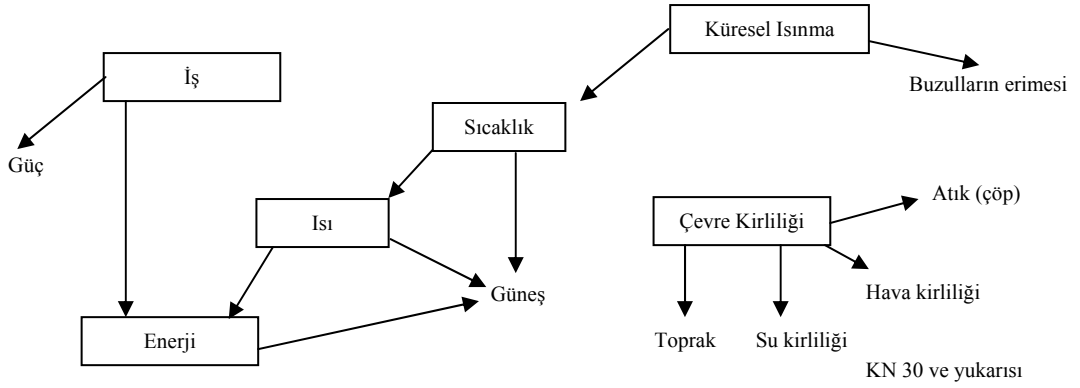 Küresel Isınma
İş
Buzulların erimesi
Sıcaklık
Güç
Atık (çöp)
Isı
Çevre Kirliliği
Güneş
Hava kirliliği
Enerji
Toprak
Su kirliliği
KN 30 ve yukarısı